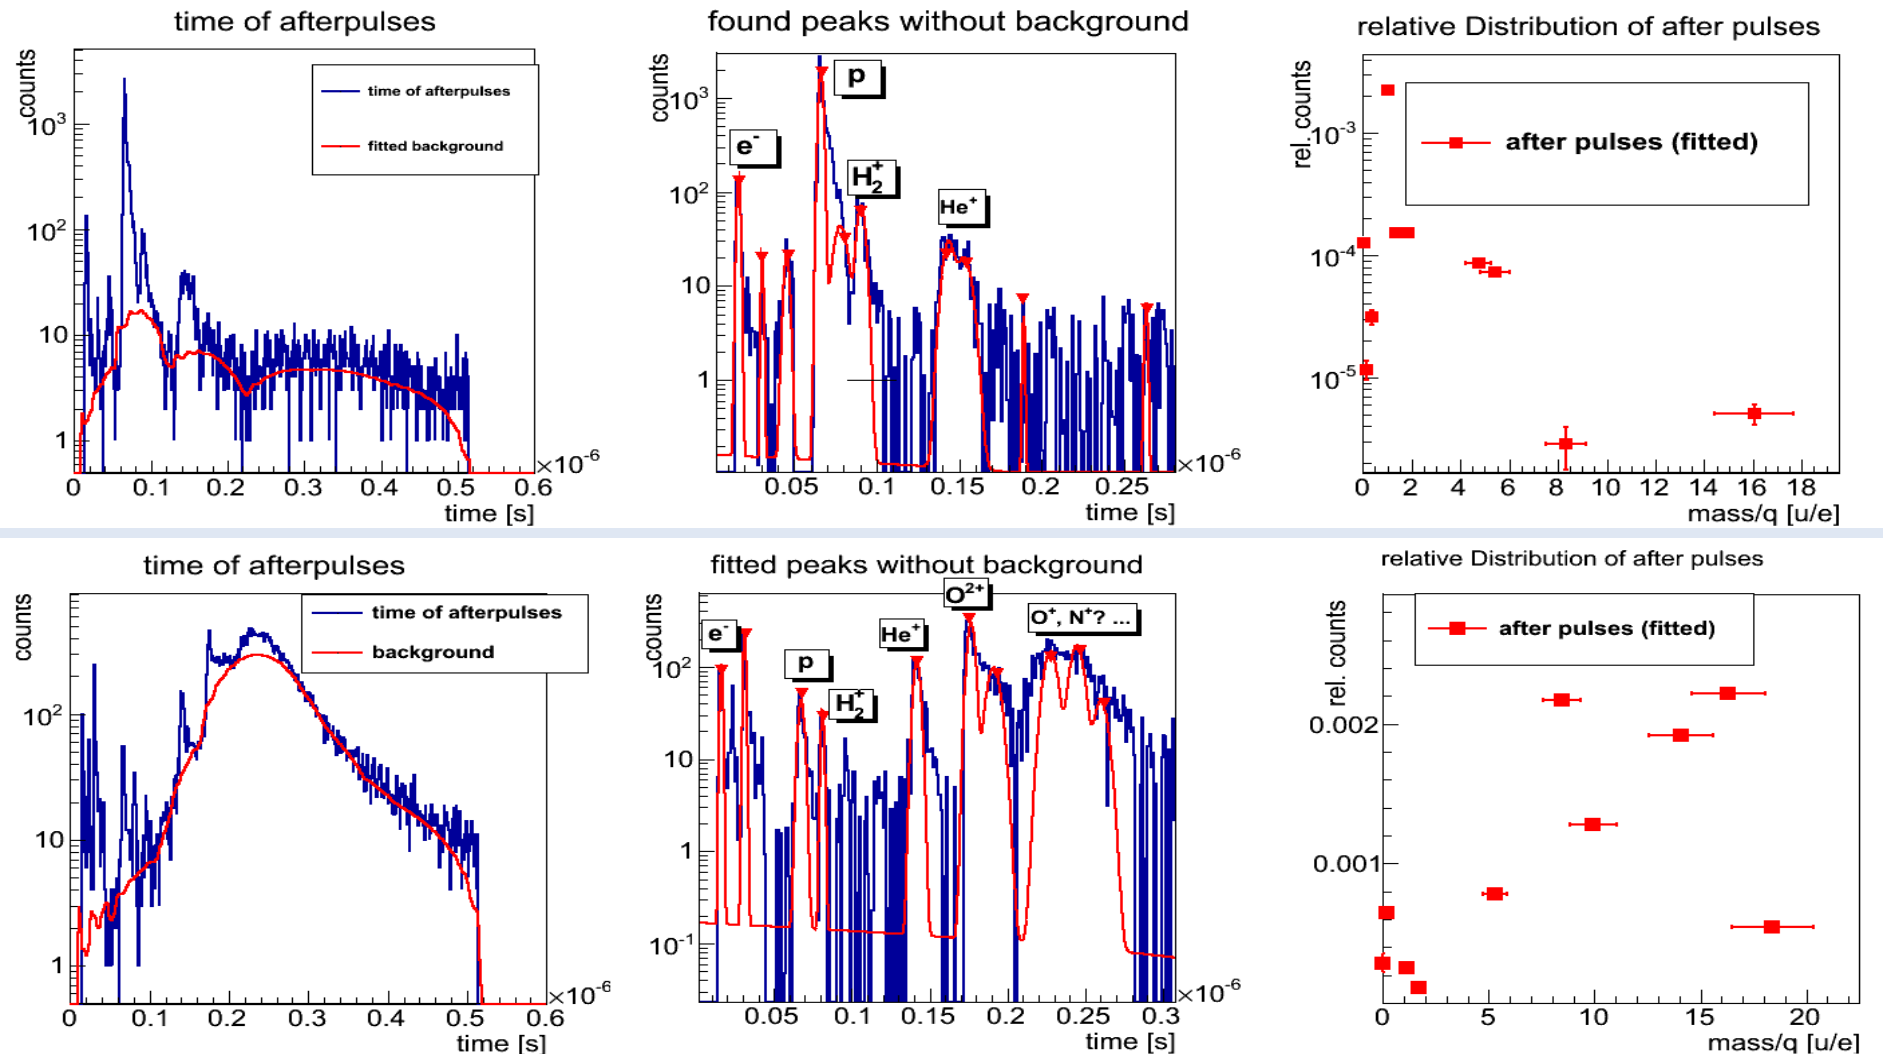 time of afterpulses
counts
time of afterpulses
fitted background
10³
10²
10
1
0 0.1 0.2 0.3 0.4 0.5 0.6
×10⁻⁶
time [s]
found peaks without background
counts
e⁻
p
H₂⁺
He⁺
10³
10²
10
1
0.05 0.1 0.15 0.2 0.25
×10⁻⁶
time [s]
relative Distribution of after pulses
rel. counts
after pulses (fitted)
10⁻³
10⁻⁴
10⁻⁵
0 2 4 6 8 10 12 14 16 18
mass/q [u/e]
time of afterpulses
counts
time of afterpulses
background
10²
10
1
0 0.1 0.2 0.3 0.4 0.5 0.6
×10⁻⁶
time [s]
fitted peaks without background
counts
e⁻
p
H₂⁺
He⁺
O²⁺
O⁺, N⁺? ...
10²
10
1
10⁻¹
0.05 0.1 0.15 0.2 0.25 0.3
×10⁻⁶
time [s]
relative Distribution of after pulses
rel. counts
after pulses (fitted)
0.002
0.001
0 5 10 15 20
mass/q [u/e]